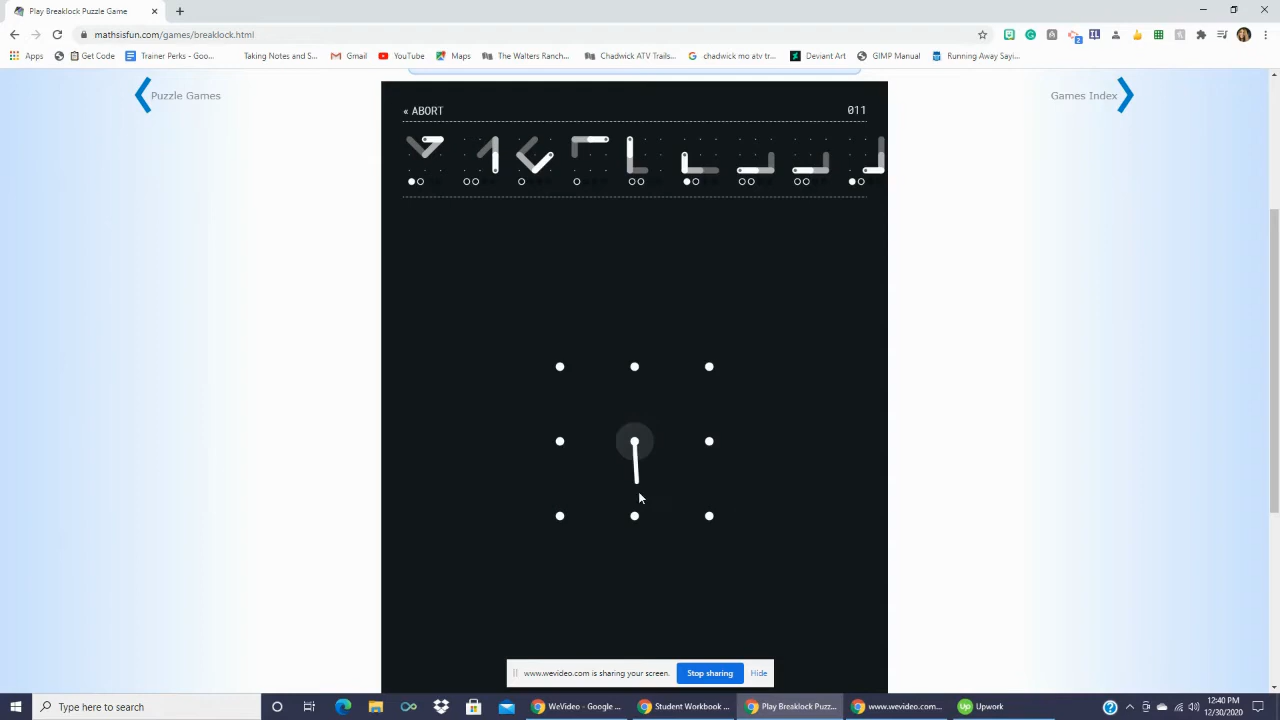 Play Breaklock Puzzle Game
mathsisfun.com/games/breaklock.html
Apps
Get Code
Trainer Perks - Goo...
Taking Notes and S...
Gmail
YouTube
Maps
The Walters Ranch...
Chadwick ATV Trails...
chadwick mo atv tr...
Deviant Art
GIMP Manual
Running Away Sayi...
Puzzle Games
Games Index
« ABORT
011
www.wevideo.com is sharing your screen.
Stop sharing
Hide
Type here to search
WeVideo - Google ...
Student Workbook ...
Play Breaklock Puzz...
www.wevideo.com...
Upwork
12:40 PM
12/30/2020